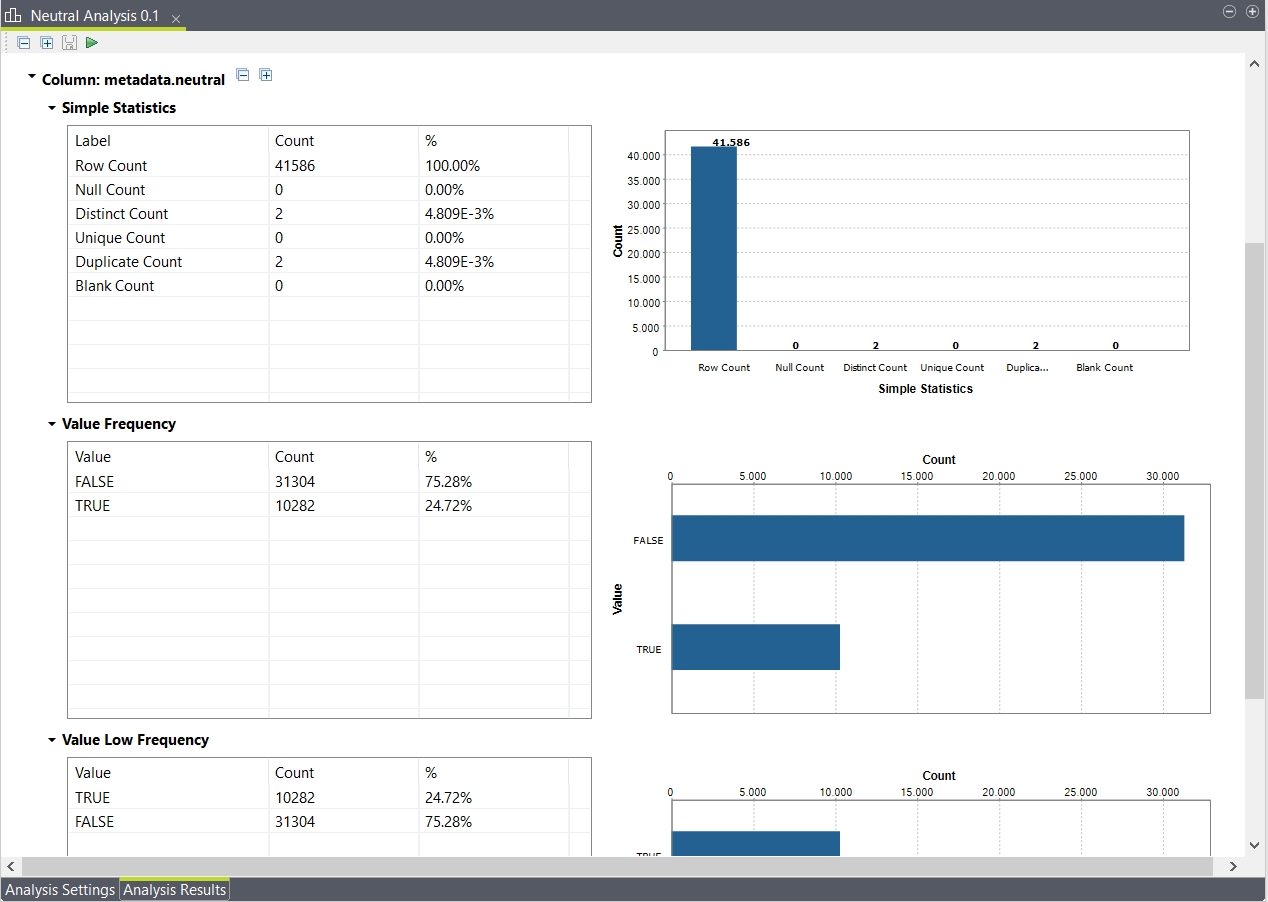 Neutral Analysis 0.1
Column: metadata.neutral
Simple Statistics
Label Count %
Row Count 41586 100.00%
Null Count 0 0.00%
Distinct Count 2 4.809E-3%
Unique Count 0 0.00%
Duplicate Count 2 4.809E-3%
Blank Count 0 0.00%
41.586
40.000
35.000
30.000
25.000
20.000
15.000
10.000
5.000
0
Count
0 2 0 2 0
Row Count Null Count Distinct Count Unique Count Duplica... Blank Count
Simple Statistics
Value Frequency
Value Count %
FALSE 31304 75.28%
TRUE 10282 24.72%
Count
0 5.000 10.000 15.000 20.000 25.000 30.000
FALSE
Value
TRUE
Value Low Frequency
Value Count %
TRUE 10282 24.72%
FALSE 31304 75.28%
Count
0 5.000 10.000 15.000 20.000 25.000 30.000
TRUE
Analysis Settings Analysis Results